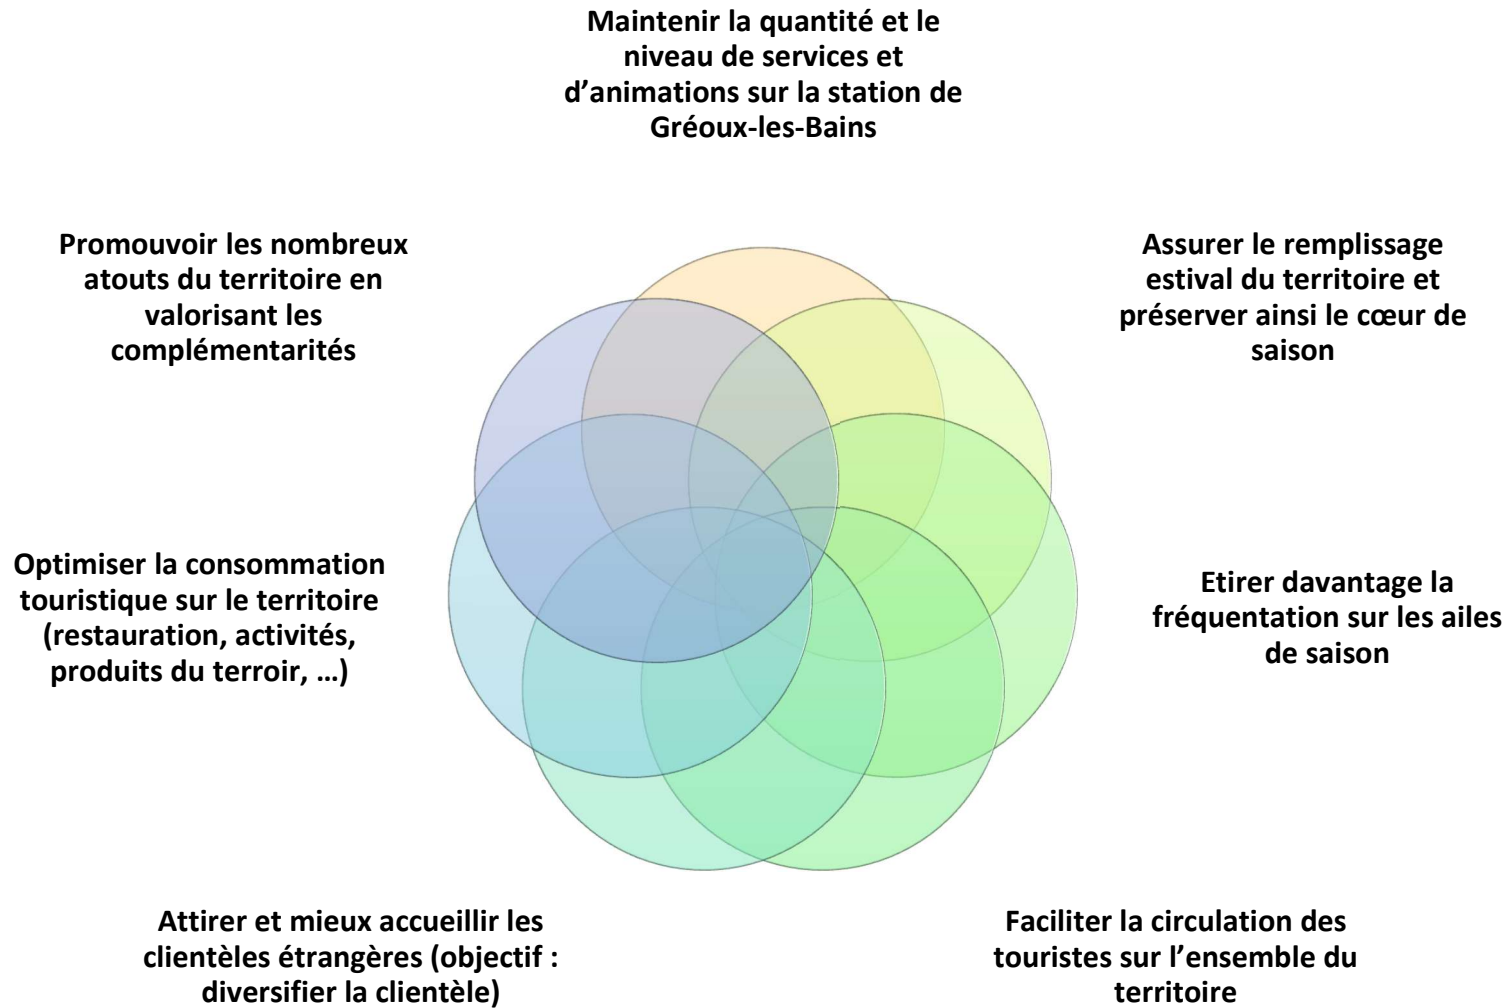 Maintenir la quantité et le
niveau de services et
d’animations sur la station de
Gréoux-les-Bains
Promouvoir les nombreux
atouts du territoire en
valorisant les
complémentarités
Assurer le remplissage
estival du territoire et
préserver ainsi le cœur de
saison
Optimiser la consommation
touristique sur le territoire
(restauration, activités,
produits du terroir, …)
Etirer davantage la
fréquentation sur les ailes
de saison
Attirer et mieux accueillir les
clientèles étrangères (objectif :
diversifier la clientèle)
Faciliter la circulation des
touristes sur l’ensemble du
territoire